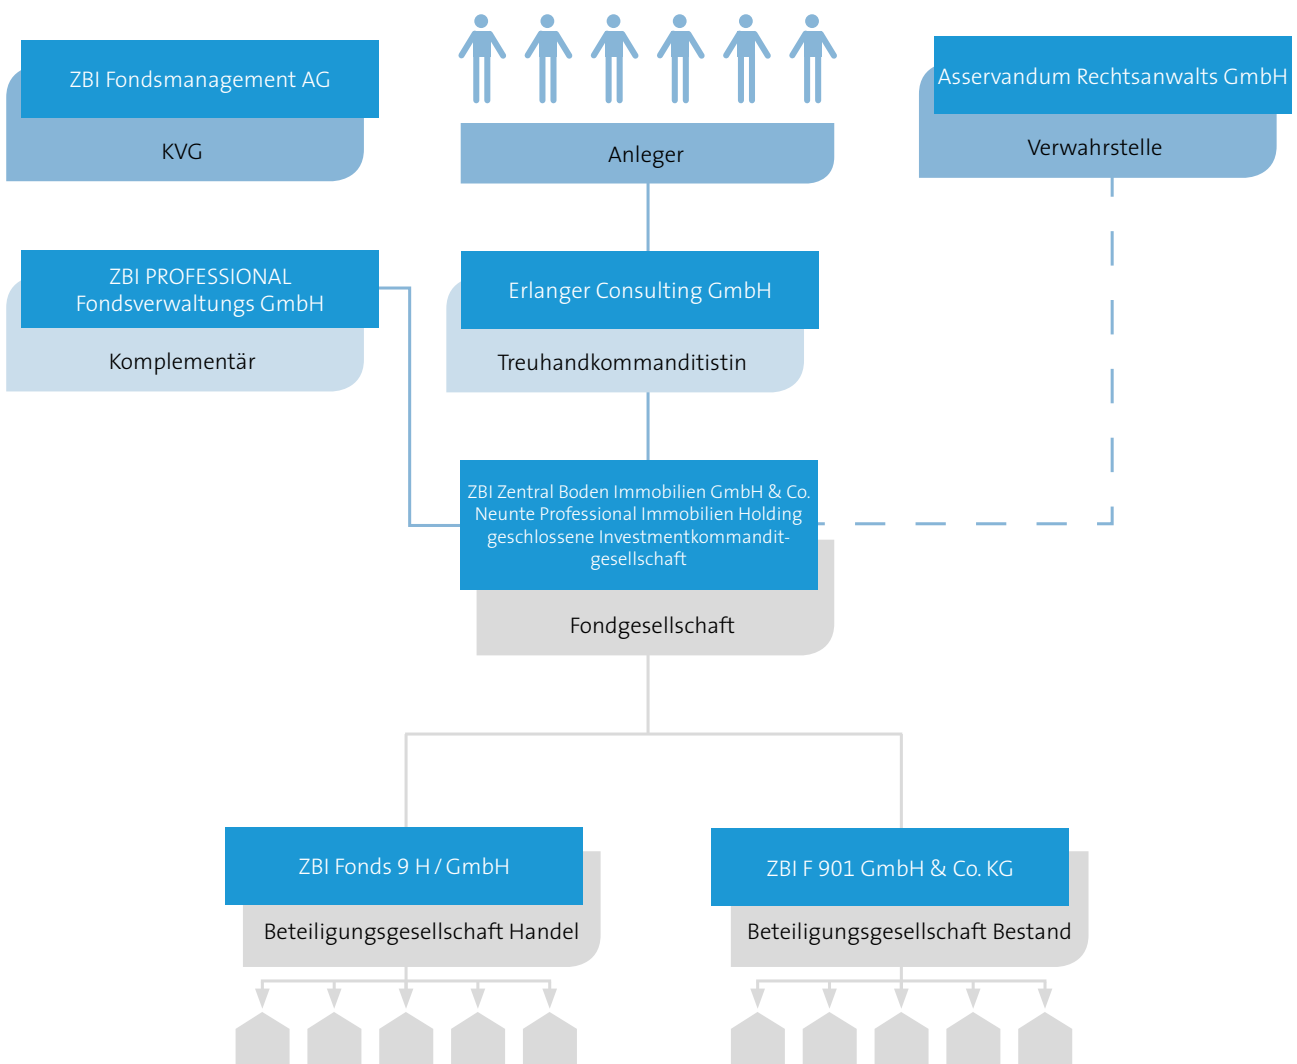 ZBI Fondsmanagement AG
KVG
Anleger
Asservandum Rechtsanwalts GmbH
Verwahrstelle
ZBI PROFESSIONAL
Fondsverwaltungs GmbH
Komplementär
Erlanger Consulting GmbH
Treuhandkommanditistin
ZBI Zentral Boden Immobilien GmbH & Co.
Neunte Professional Immobilien Holding
geschlossene Investmentkommandit-
gesellschaft
Fondgesellschaft
ZBI Fonds 9 H / GmbH
Beteiligungsgesellschaft Handel
ZBI F 901 GmbH & Co. KG
Beteiligungsgesellschaft Bestand